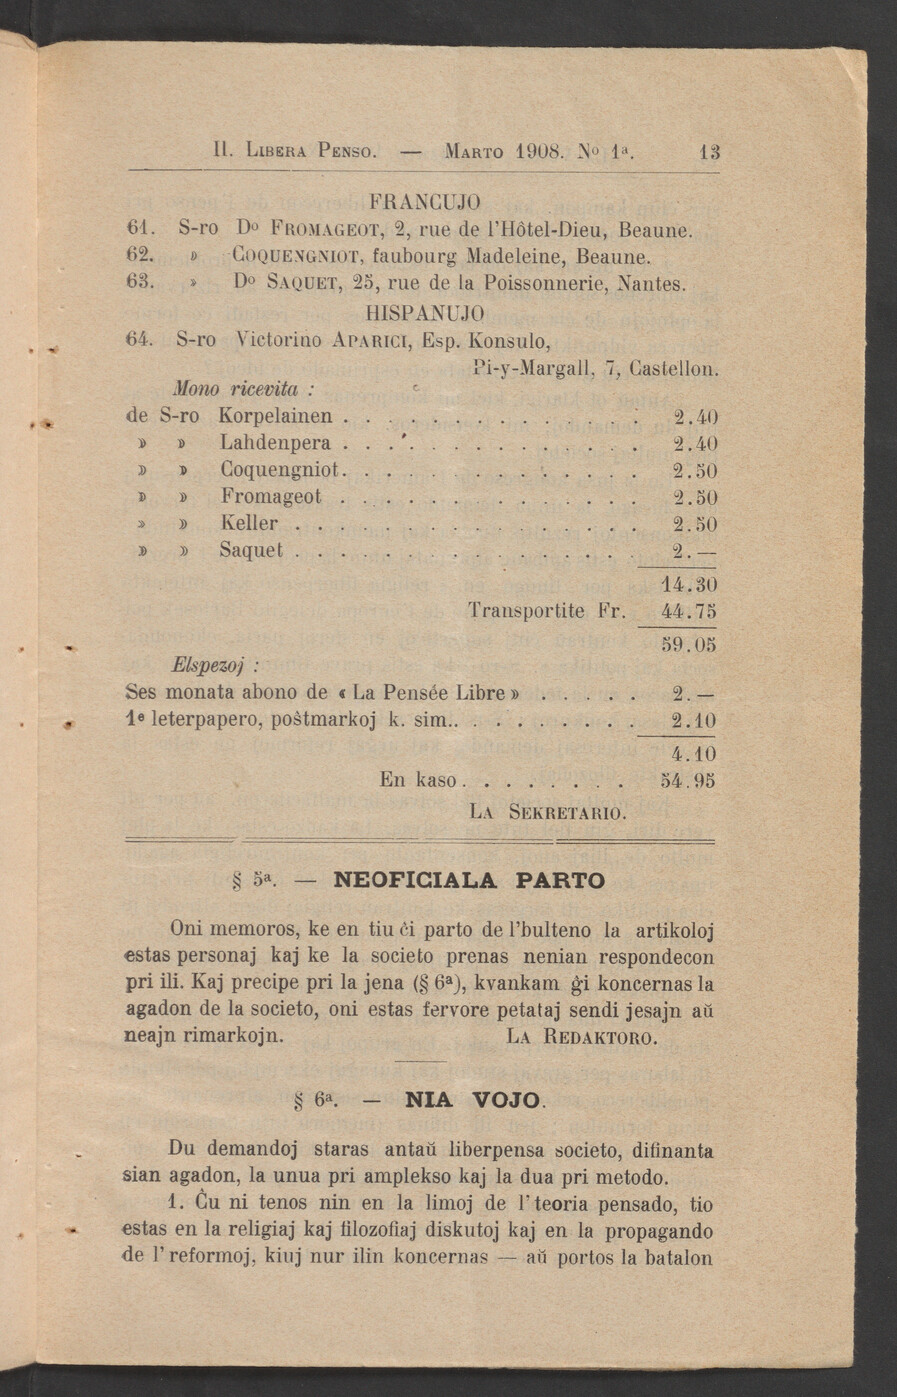 II. Libera Penso. — Marto 1908. Nº 1ª. 13
FRANCUJO
61. S-ro Dº Fromageot, 2, rue de l'Hôtel-Dieu, Beaune.
62. » Coquengniot, faubourg Madeleine, Beaune.
63. » Dº Saquet, 25, rue de la Poissonnerie, Nantes.
HISPANUJO
64. S-ro Victorino Aparici, Esp. Konsulo,
Pi-y-Margall, 7, Castellon.
Mono ricevita :
de S-ro Korpelainen . . . . . . . . . . . . . . 2.40
» » Lahdenpera . . . . . . . . . . . . . . 2.40
» » Coquengniot. . . . . . . . . . . . . . 2.50
» » Fromageot . . . . . . . . . . . . . . 2.50
» » Keller . . . . . . . . . . . . . . . . 2.50
» » Saquet . . . . . . . . . . . . . . . . 2.—
14.30
Transportite Fr. 44.75
59.05
Elspezoj :
Ses monata abono de « La Pensée Libre » . . . . . 2.—
1e leterpapero, poŝtmarkoj k. sim.. . . . . . . . . 2.10
4.10
En kaso. . . . . . . . 54.95
La Sekretario.
§ 5ª. — NEOFICIALA PARTO
Oni memoros, ke en tiu ĉi parto de l'bulteno la artikoloj
estas personaj kaj ke la societo prenas nenian respondecon
pri ili. Kaj precipe pri la jena (§ 6ª), kvankam ĝi koncernas la
agadon de la societo, oni estas fervore petataj sendi jesajn aŭ
neajn rimarkojn. La Redaktoro.
§ 6ª. — NIA VOJO.
Du demandoj staras antaŭ liberpensa societo, difinanta
sian agadon, la unua pri amplekso kaj la dua pri metodo.
1. Ĉu ni tenos nin en la limoj de l'teoria pensado, tio
estas en la religiaj kaj filozofiaj diskutoj kaj en la propagando
de l'reformoj, kiuj nur ilin koncernas — aŭ portos la batalon